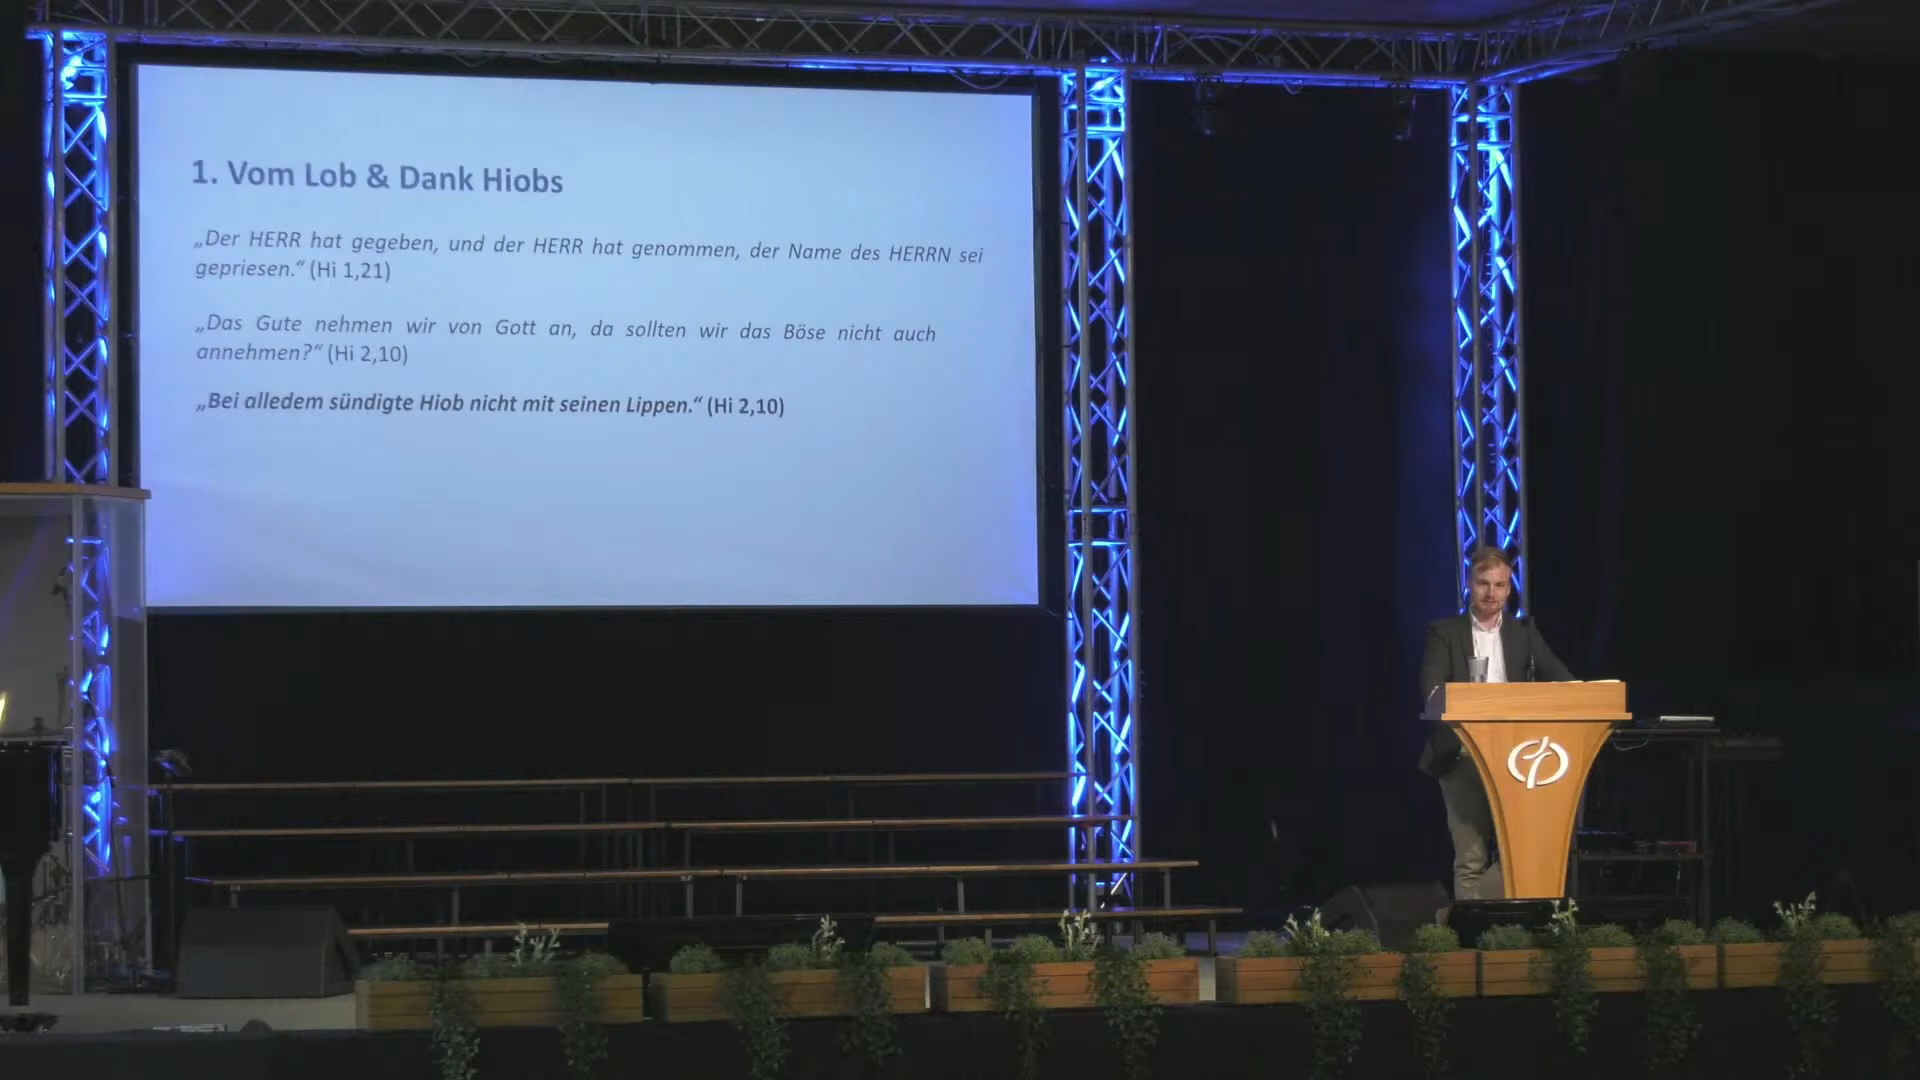 1. Vom Lob & Dank Hiobs
„Der HERR hat gegeben, und der HERR hat genommen, der Name des HERRN sei
gepriesen.“ (Hi 1,21)
„Das Gute nehmen wir von Gott an, da sollten wir das Böse nicht auch
annehmen?“ (Hi 2,10)
„Bei alledem sündigte Hiob nicht mit seinen Lippen.“ (Hi 2,10)